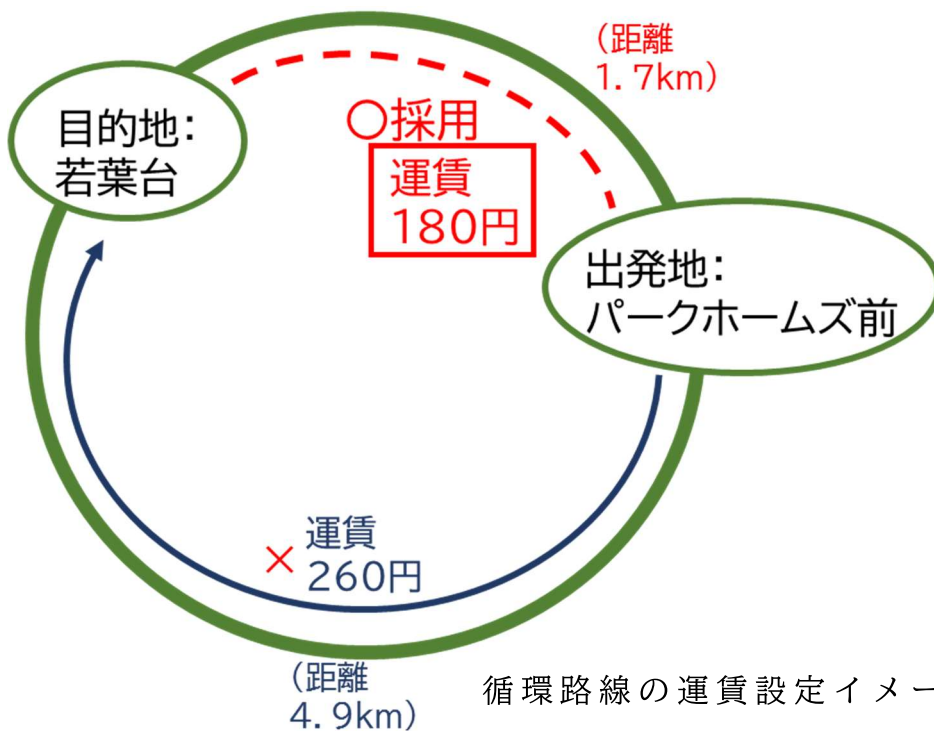 (距離
1.7km)
目的地:
若葉台
〇採用
運賃
180円
出発地:
パークホームズ前
× 運賃
260円
(距離
4.9km)
循環路線の運賃設定イメー